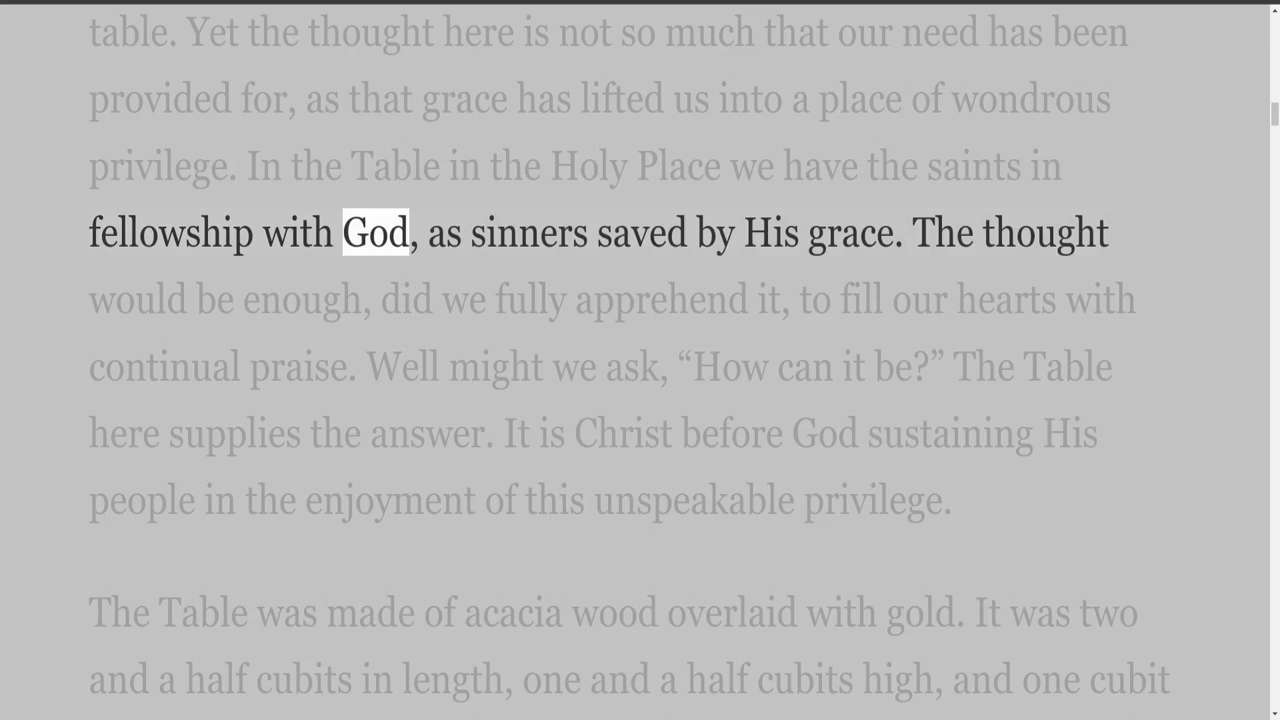 table. Yet the thought here is not so much that our need has been
provided for, as that grace has lifted us into a place of wondrous
privilege. In the Table in the Holy Place we have the saints in
fellowship with God, as sinners saved by His grace. The thought
would be enough, did we fully apprehend it, to fill our hearts with
continual praise. Well might we ask, “How can it be?” The Table
here supplies the answer. It is Christ before God sustaining His
people in the enjoyment of this unspeakable privilege.
The Table was made of acacia wood overlaid with gold. It was two
and a half cubits in length, one and a half cubits high, and one cubit